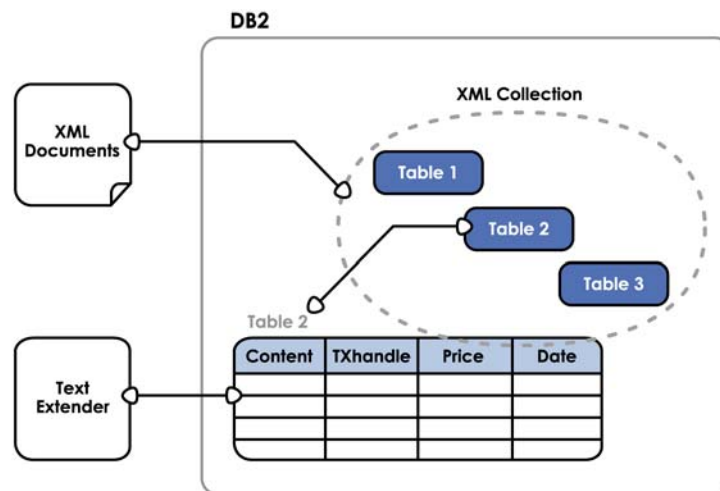 DB2
XML Collection
XML
Documents
Table 1
Table 2
Table 3
Table 2
Content TXhandle Price Date
Text
Extender